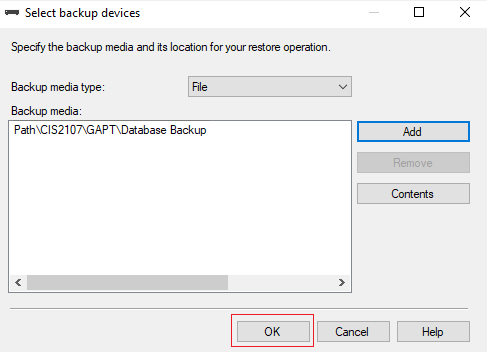 Select backup devices
Specify the backup media and its location for your restore operation.
Backup media type:
File
Backup media:
Path\CIS2107\GAPT\Database Backup
Add
Remove
Contents
OK
Cancel
Help